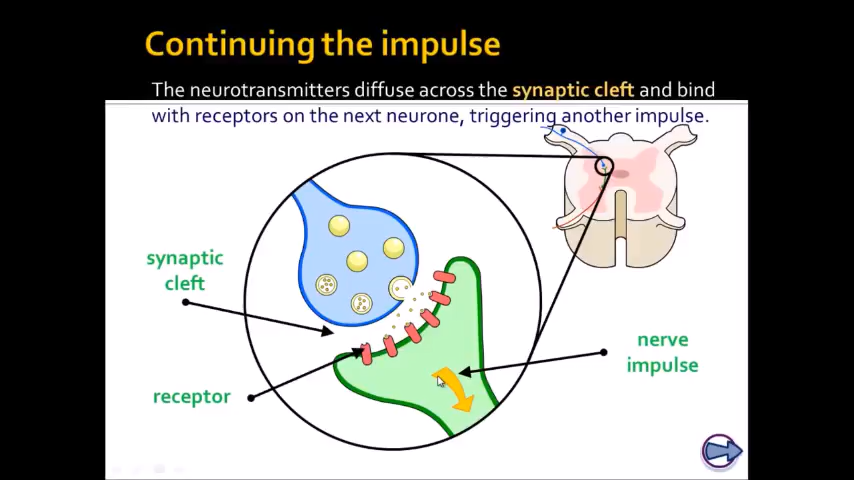 Continuing the impulse
The neurotransmitters diffuse across the synaptic cleft and bind
with receptors on the next neurone, triggering another impulse.
synaptic
cleft
nerve
impulse
receptor